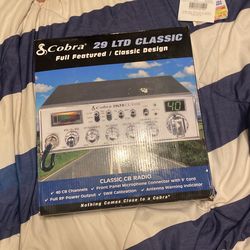 Cobra® 29 LTD CLASSIC
Full Featured / Classic Design
Cobra 29 LTD CLASSIC
40
CLASSIC CB RADIO
• 40 CB Channels • Front Panel Microphone Connector with 9' Cord
• Full RF Power Output • SWR Calibration • Antenna Warning Indicator
Nothing Comes Close to a Cobra®